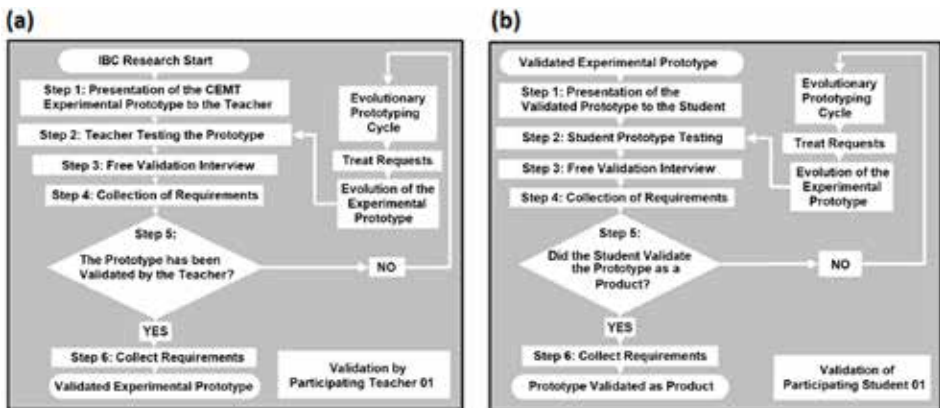 (a)
IBC Research Start
Step 1: Presentation of the CEMT
Experimental Prototype to the Teacher
Step 2: Teacher Testing the Prototype
Step 3: Free Validation Interview
Step 4: Collection of Requirements
Step 5:
The Prototype has been
Validated by the Teacher?
NO
Evolutionary
Prototyping
Cycle
Treat Requests
Evolution of the
Experimental
Prototype
YES
Step 6: Collect Requirements
Validated Experimental Prototype
Validation by
Participating Teacher 01
(b)
Validated Experimental Prototype
Step 1: Presentation of the
Validated Prototype to the Student
Step 2: Student Prototype Testing
Step 3: Free Validation Interview
Step 4: Collection of Requirements
Step 5:
Did the Student Validate
the Prototype as a
Product?
NO
Evolutionary
Prototyping
Cycle
Treat Requests
Evolution of the
Experimental
Prototype
YES
Step 6: Collect Requirements
Prototype Validated as Product
Validation of
Participating Student 01